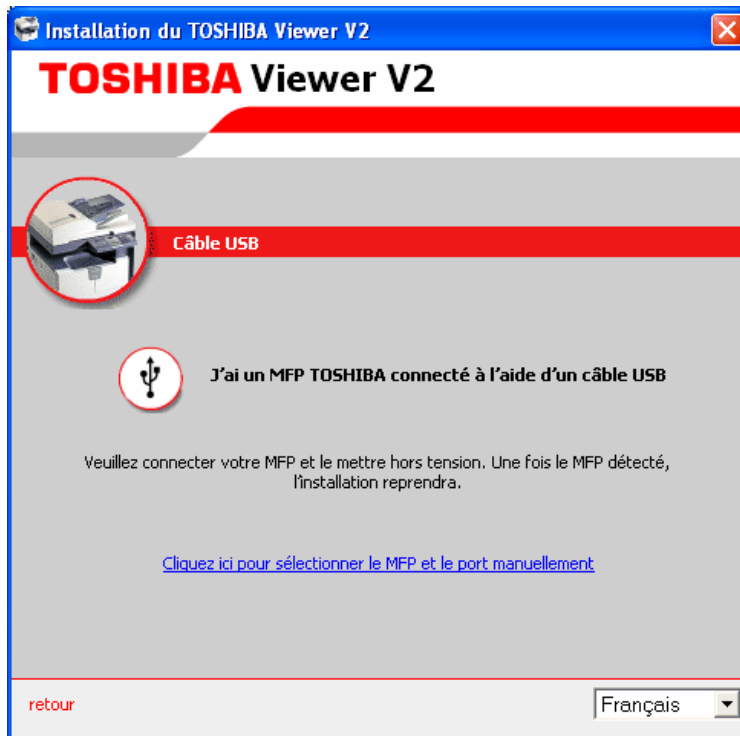 Installation du TOSHIBA Viewer V2
TOSHIBA Viewer V2
Câble USB
J'ai un MFP TOSHIBA connecté à l'aide d'un câble USB
Veuillez connecter votre MFP et le mettre hors tension. Une fois le MFP détecté,
l'installation reprendra.
Cliquez ici pour sélectionner le MFP et le port manuellement
retour
Français